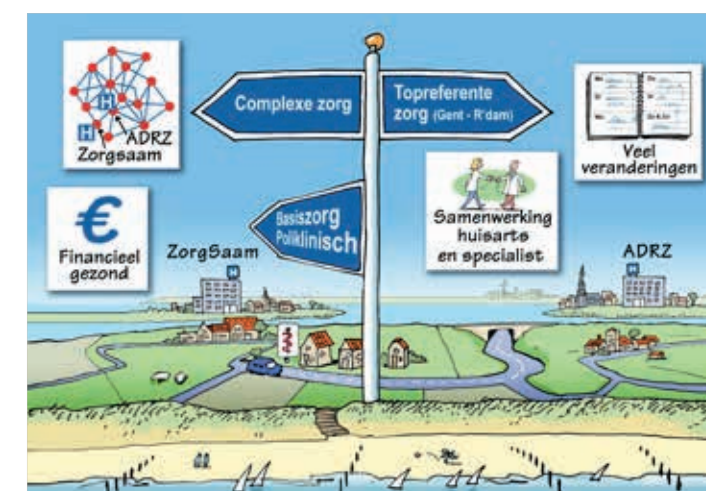 H
H
ADRZ
Zorgsaam
Complexe zorg
Topreferente
zorg (Gent - R'dam)
Veel
veranderingen
€
Financieel
gezond
Basiszorg
Poliklinisch
Samenwerking
huisarts
en specialist
ZorgSaam
H
ADRZ
H